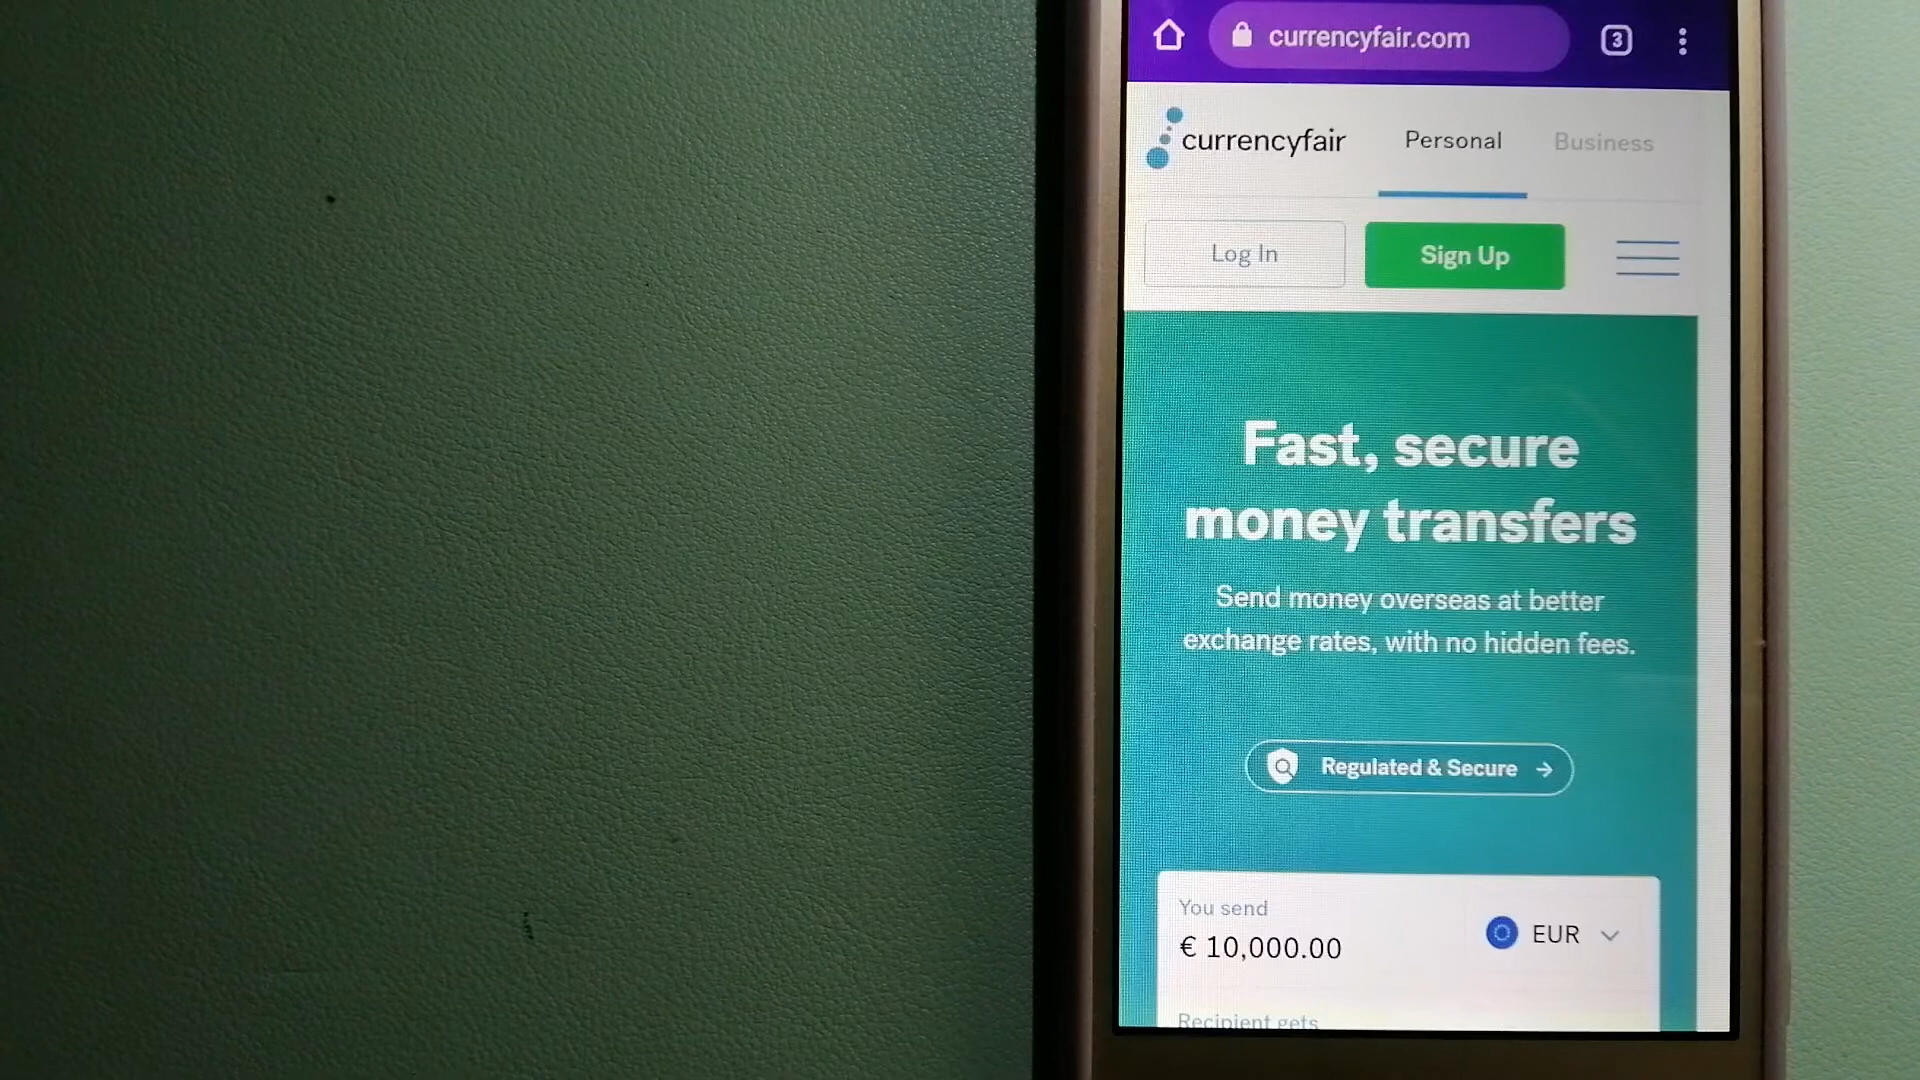 currencyfair.com
3
currencyfair
Personal
Business
Log In
Sign Up
Fast, secure
money transfers
Send money overseas at better
exchange rates, with no hidden fees.
Regulated & Secure →
You send
€ 10,000.00
EUR
Recipient gets